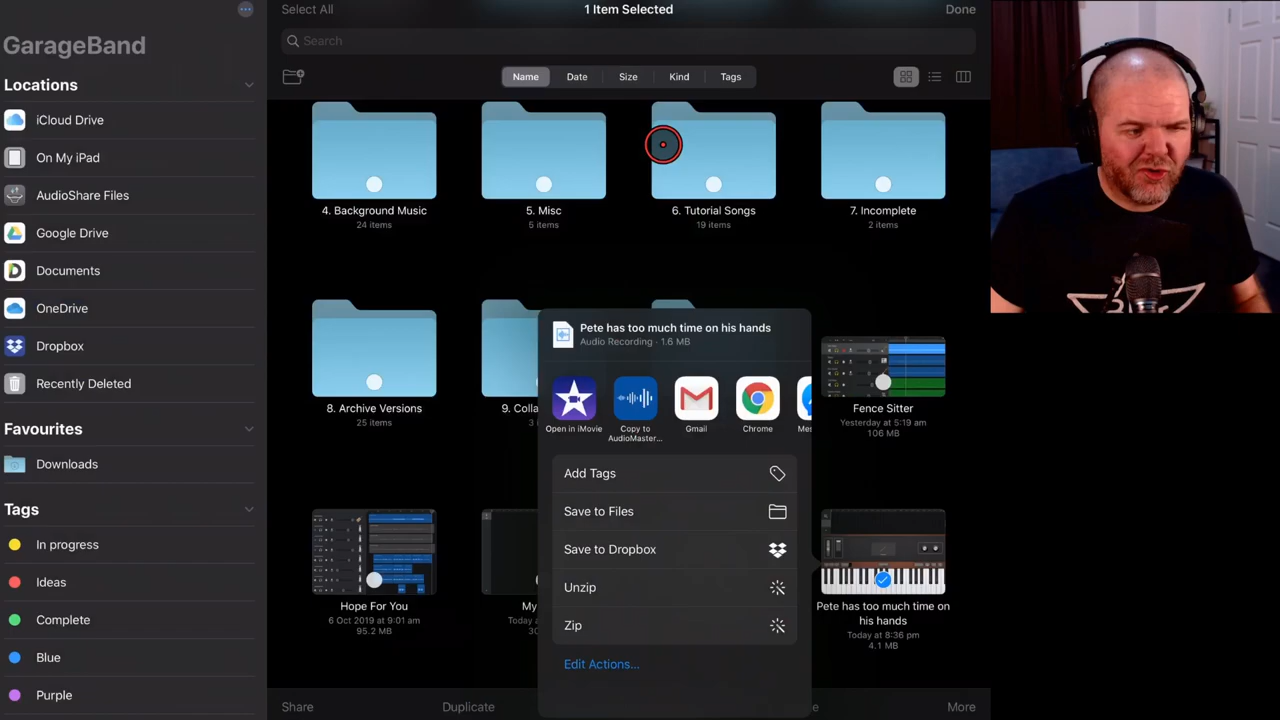 GarageBand
Locations
iCloud Drive
On My iPad
AudioShare Files
Google Drive
Documents
OneDrive
Dropbox
Recently Deleted
Favourites
Downloads
Tags
In progress
Ideas
Complete
Blue
Purple
Select All
1 Item Selected
Done
Search
Name
Date
Size
Kind
Tags
4. Background Music
24 items
5. Misc
5 items
6. Tutorial Songs
19 items
7. Incomplete
2 items
8. Archive Versions
25 items
9. Colla
3
Fence Sitter
Yesterday at 5:19 am
106 MB
Hope For You
6 Oct 2019 at 9:01 am
95.2 MB
My
Today a
30
Pete has too much time on his hands
Today at 8:36 pm
4.1 MB
Pete has too much time on his hands
Audio Recording · 1.6 MB
Open in iMovie
Copy to AudioMaster...
Gmail
Chrome
Mes
Add Tags
Save to Files
Save to Dropbox
Unzip
Zip
Edit Actions...
Share
Duplicate
e
More